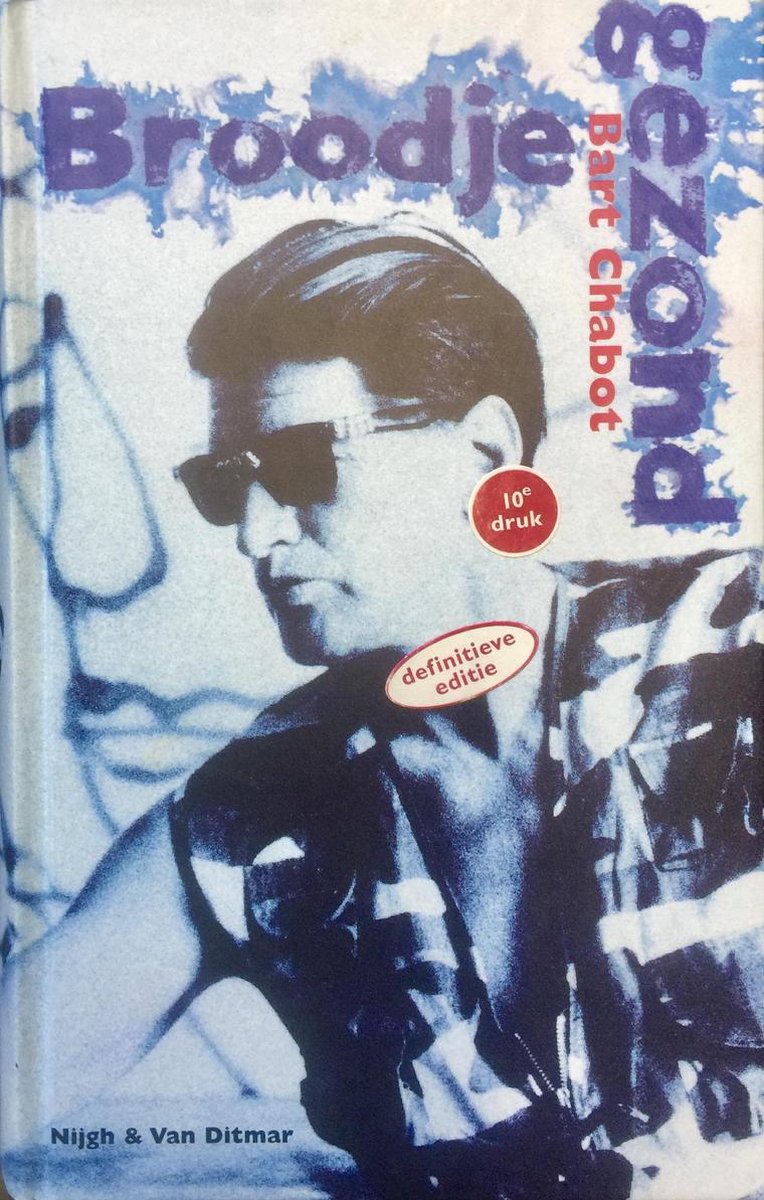 Broodje
gezond
Bart Chabot
10e
druk
definitieve
editie
Nijgh & Van Ditmar